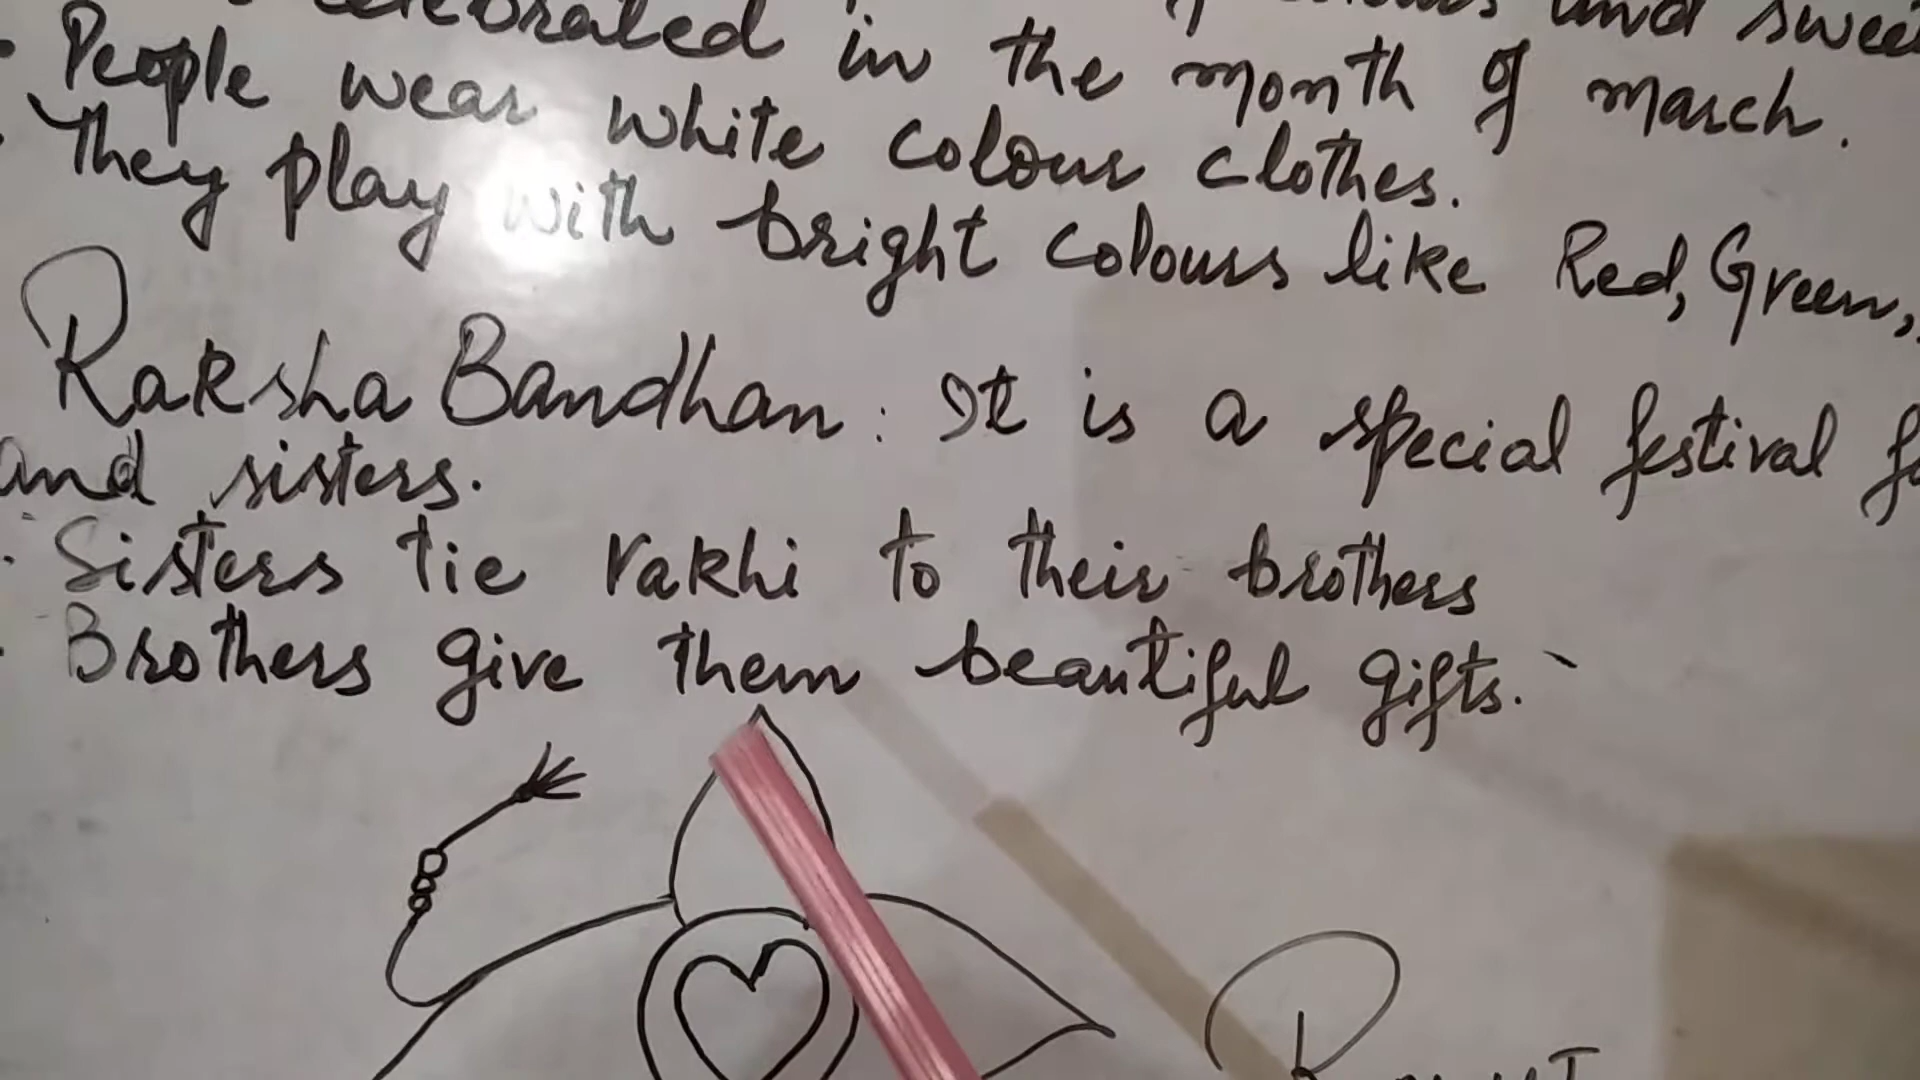 celebrated in the month of march.
and sweet
• People wear white colour clothes.
• They play with bright colours like Red, Green,
Raksha Bandhan: It is a special festival
and sisters.
• Sisters tie rakhi to their brothers
• Brothers give them beautiful gifts.